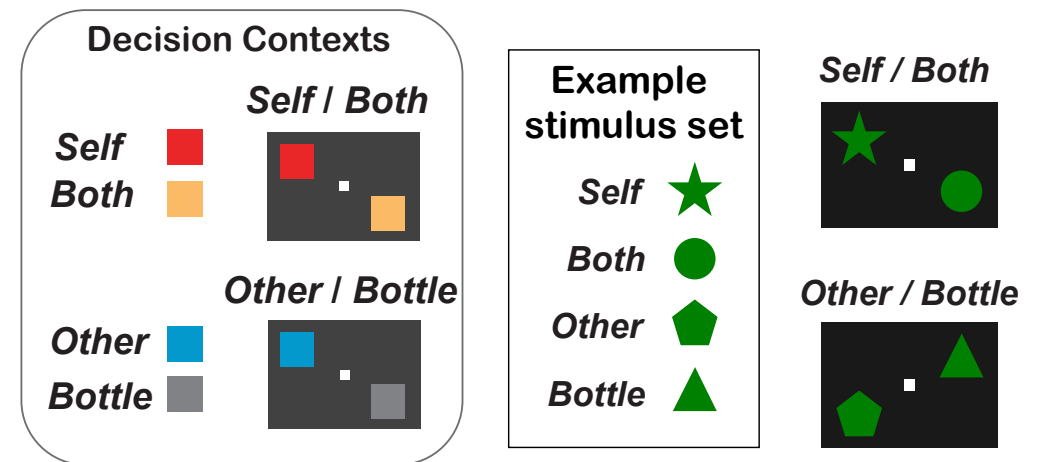 Decision Contexts
Self / Both
Self
Both
Other / Bottle
Other
Bottle
Example
stimulus set
Self
Both
Other
Bottle
Self / Both
Other / Bottle